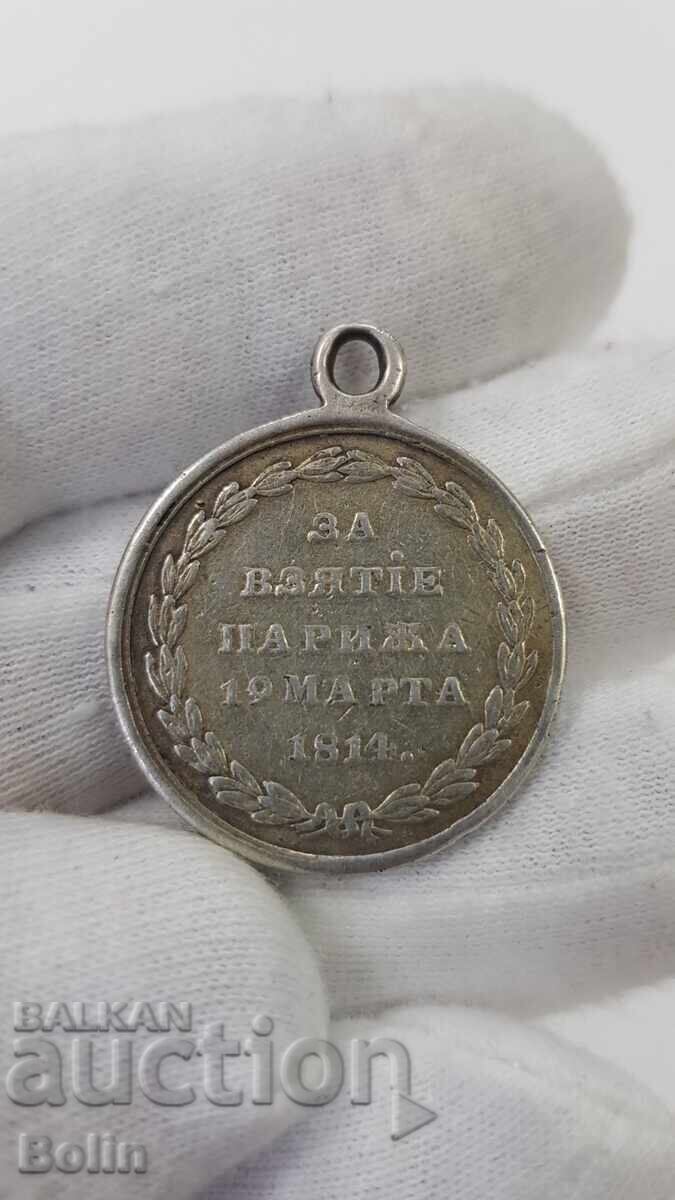 ЗА
ВЗЯТІЕ
ПАРИЖА
19 МАРТА
1814.
BALKAN
auction
Bolin